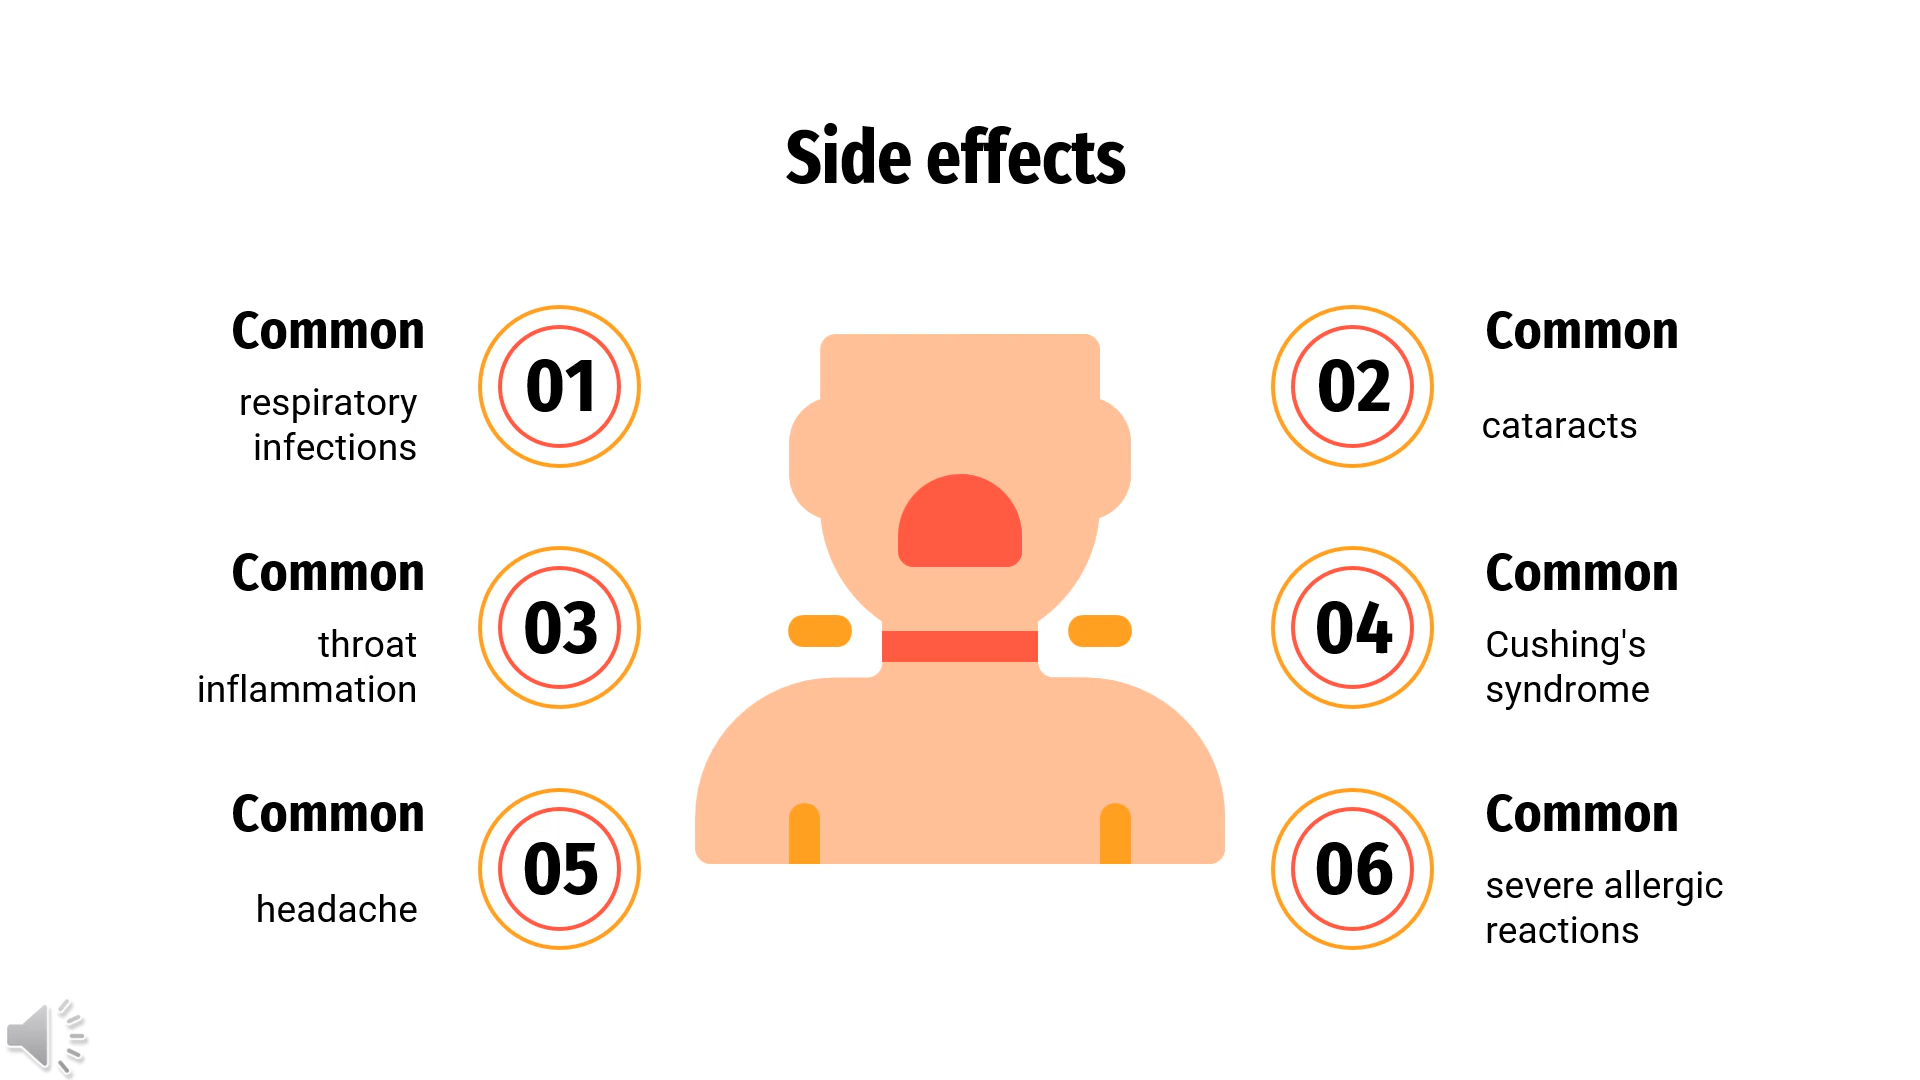 Side effects
Common
01
respiratory
infections
02
Common
cataracts
Common
03
throat
inflammation
04
Common
Cushing's
syndrome
Common
05
headache
06
Common
severe allergic
reactions